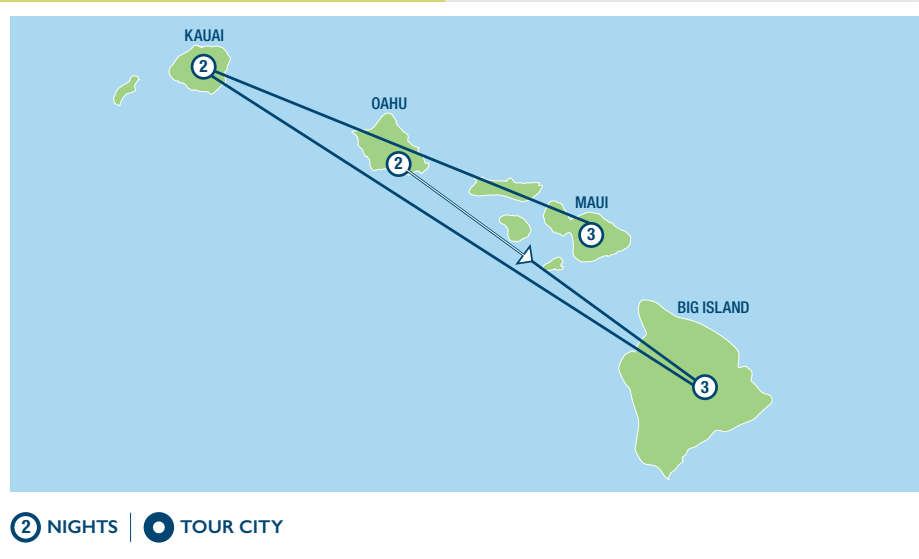 KAUAI
2
OAHU
2
MAUI
3
BIG ISLAND
3
2 NIGHTS
TOUR CITY